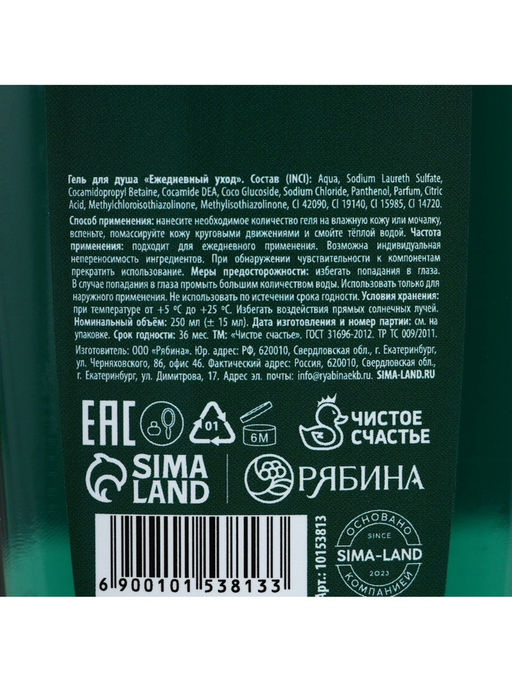 Гель для душа «Ежедневный уход». Состав (INCI): Aqua, Sodium Laureth Sulfate,
Cocamidopropyl Betaine, Cocamide DEA, Coco Glucoside, Sodium Chloride, Panthenol, Parfum, Citric
Acid, Methylchloroisothiazolinone, Methylisothiazolinone, CI 42090, CI 19140, CI 15985, CI 14720.
Способ применения: нанесите необходимое количество геля на влажную кожу или мочалку,
вспеньте, помассируйте кожу круговыми движениями и смойте тёплой водой. Частота
применения: подходит для ежедневного применения. Возможна индивидуальная
непереносимость ингредиентов. При обнаружении чувствительности к компонентам
прекратить использование. Меры предосторожности: избегать попадания в глаза.
В случае попадания в глаза промыть большим количеством воды. Использовать только для
наружного применения. Не использовать по истечении срока годности. Условия хранения:
при температуре от +5 °C до +25 °C. Избегать воздействия прямых солнечных лучей.
Номинальный объём: 250 мл (± 15 мл). Дата изготовления и номер партии: см. на
упаковке. Срок годности: 36 мес. ТМ: «Чистое счастье». ГОСТ 31696-2012. ТР ТС 009/2011.
Изготовитель: ООО «Рябина». Юр. адрес: РФ, 620010, Свердловская обл., г. Екатеринбург,
ул. Черняховского, 86, офис 46. Фактический адрес: Россия, 620010, Свердловская обл.,
г. Екатеринбург, ул. Димитрова, 17. Адрес эл. почты: info@ryabinaekb.ru. SIMA-LAND.RU
EAC
01
6М
ЧИСТОЕ
СЧАСТЬЕ
SIMA
LAND
РЯБИНА
6 900101 538133
Арт.: 10153813
ОСНОВАНО
SINCE
SIMA-LAND
2023
КОМПАНИЕЙ